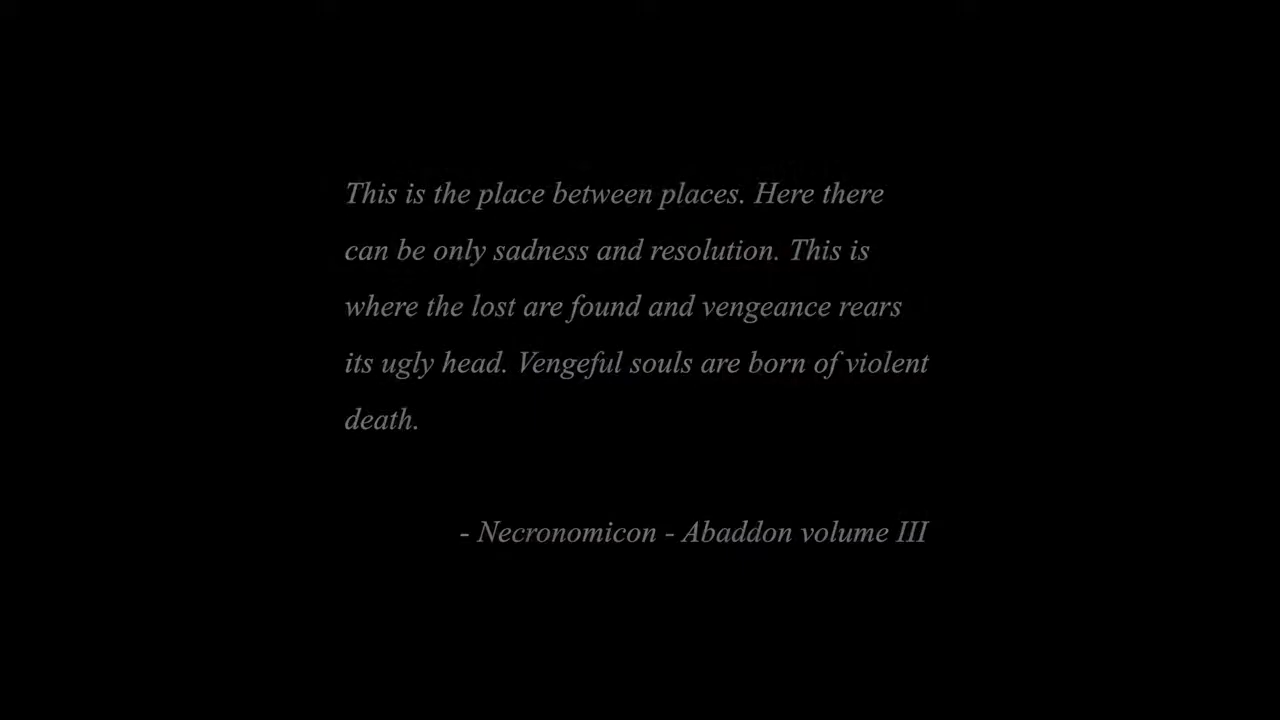 This is the place between places. Here there
can be only sadness and resolution. This is
where the lost are found and vengeance rears
its ugly head. Vengeful souls are born of violent
death.
- Necronomicon - Abaddon volume III